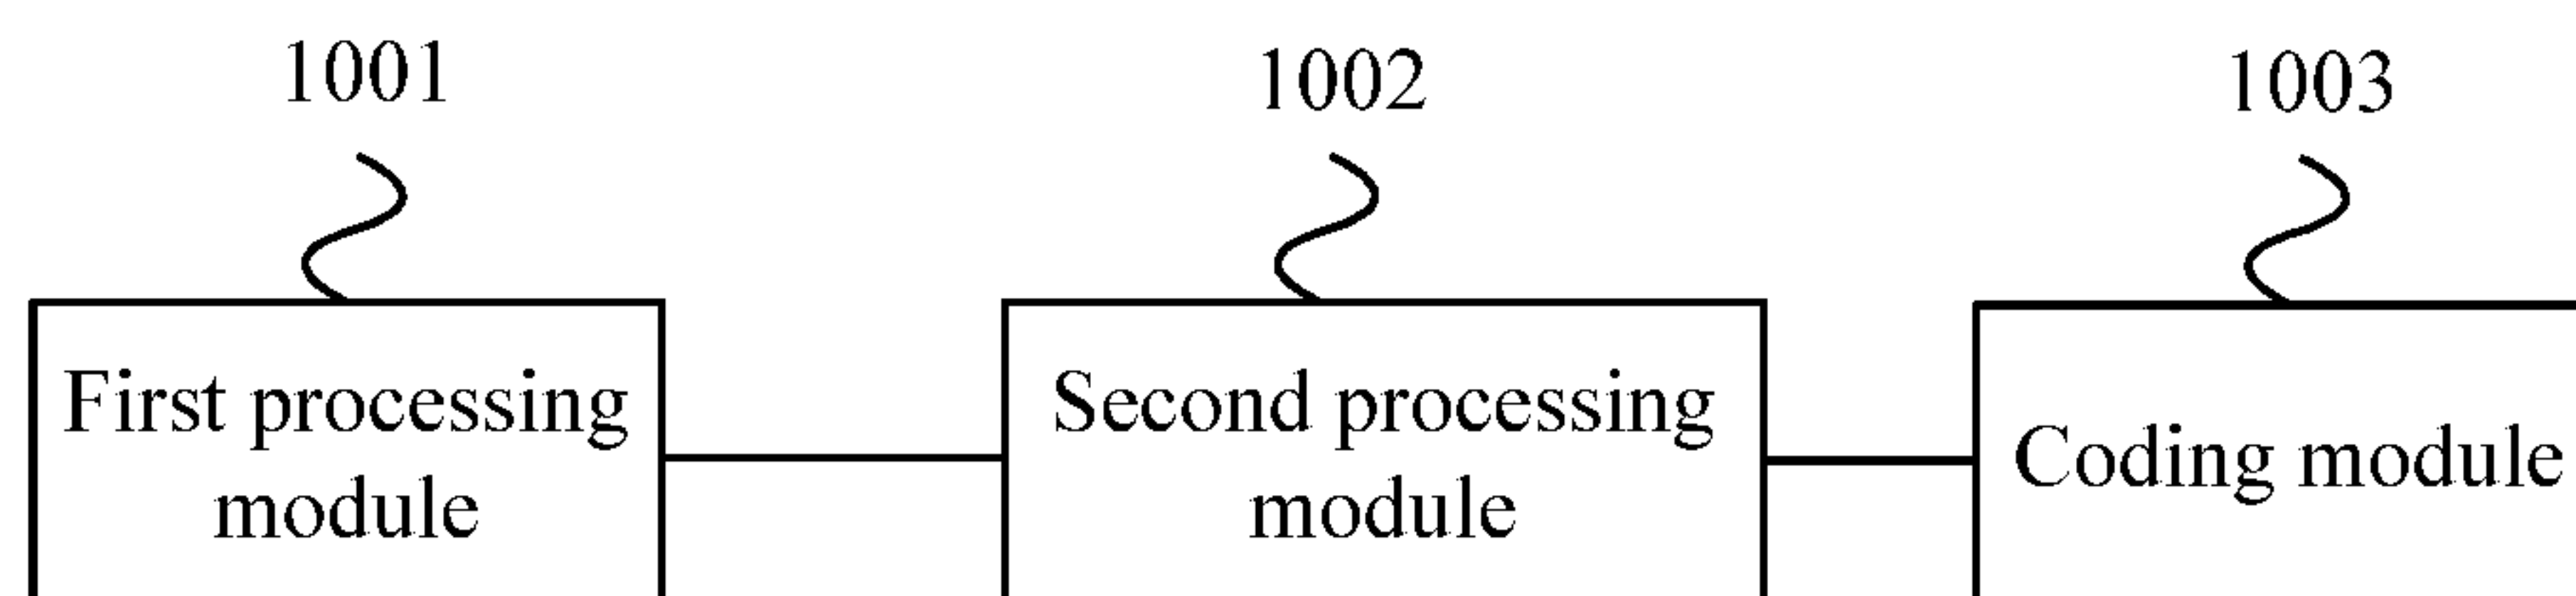 1001
1002
1003
First processing
module
Second processing
module
Coding module